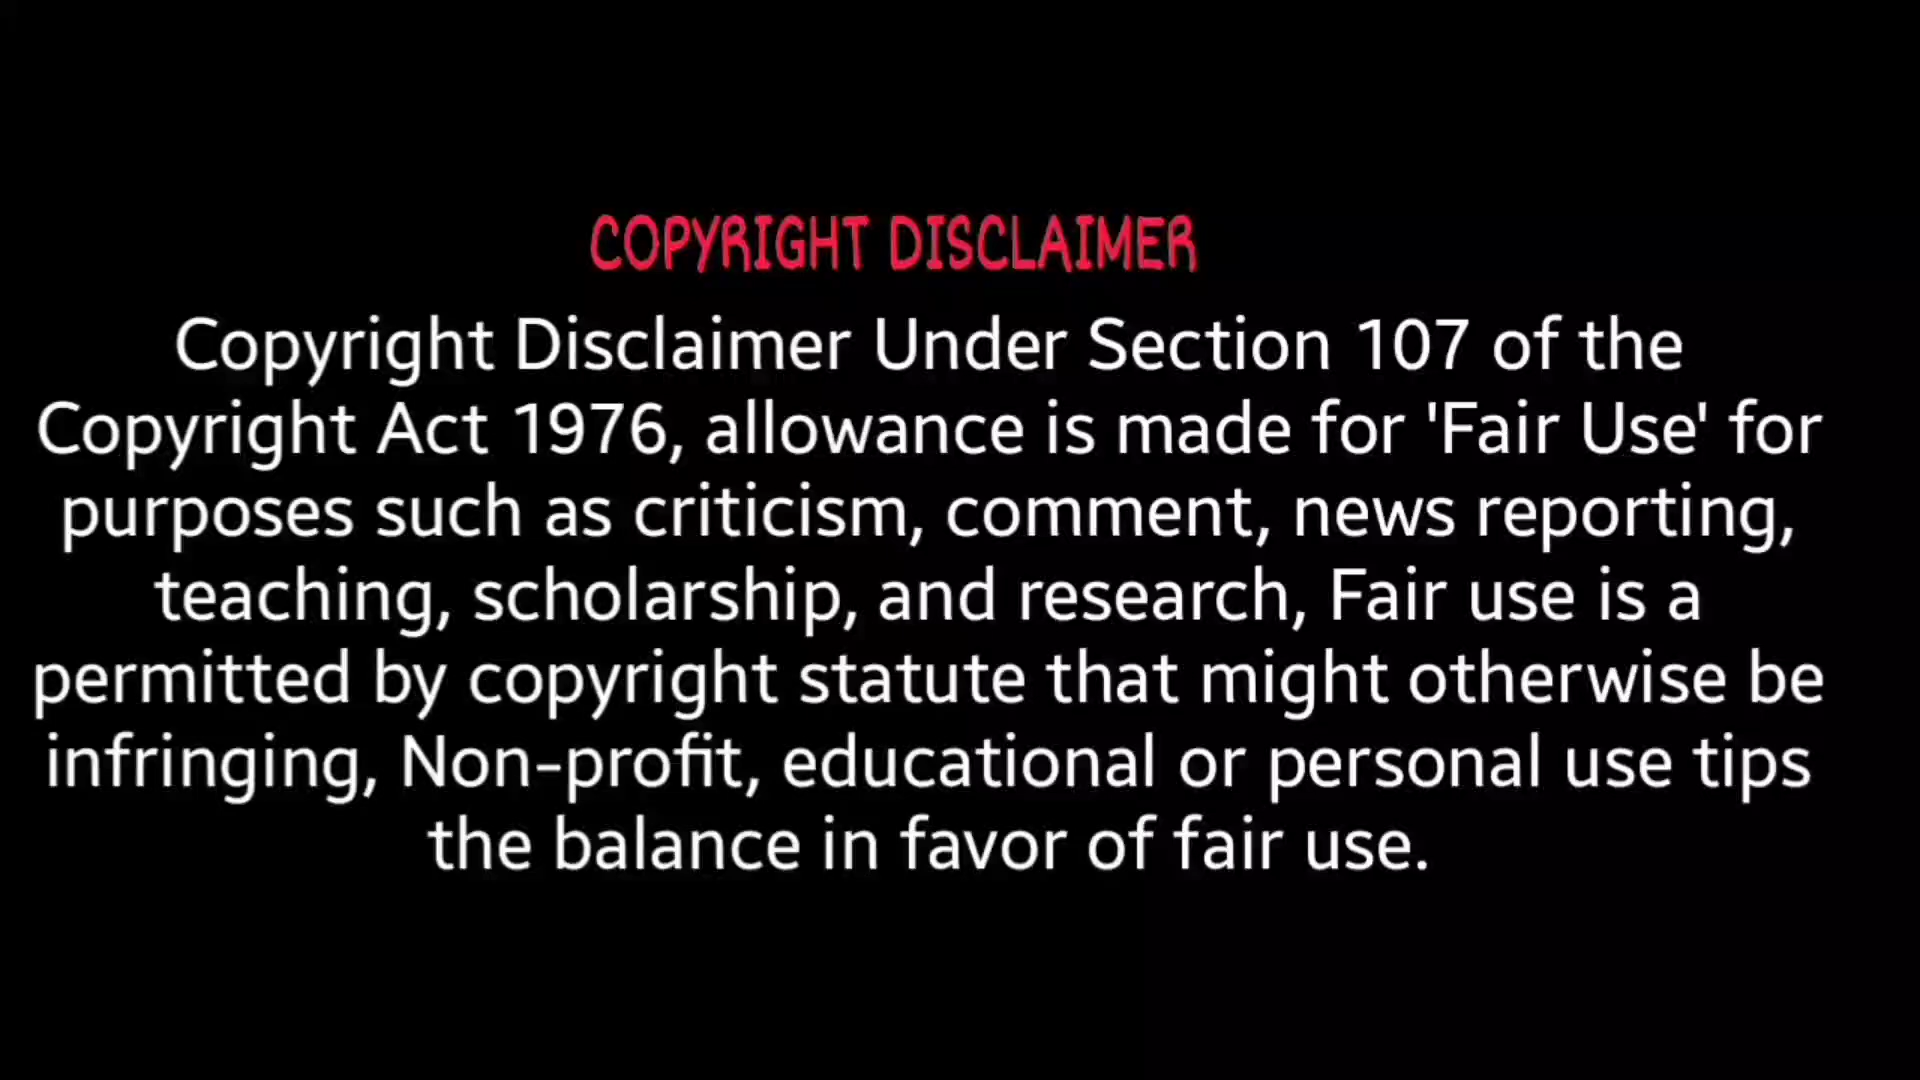 COPYRIGHT DISCLAIMER
Copyright Disclaimer Under Section 107 of the
Copyright Act 1976, allowance is made for 'Fair Use' for
purposes such as criticism, comment, news reporting,
teaching, scholarship, and research, Fair use is a
permitted by copyright statute that might otherwise be
infringing, Non-profit, educational or personal use tips
the balance in favor of fair use.